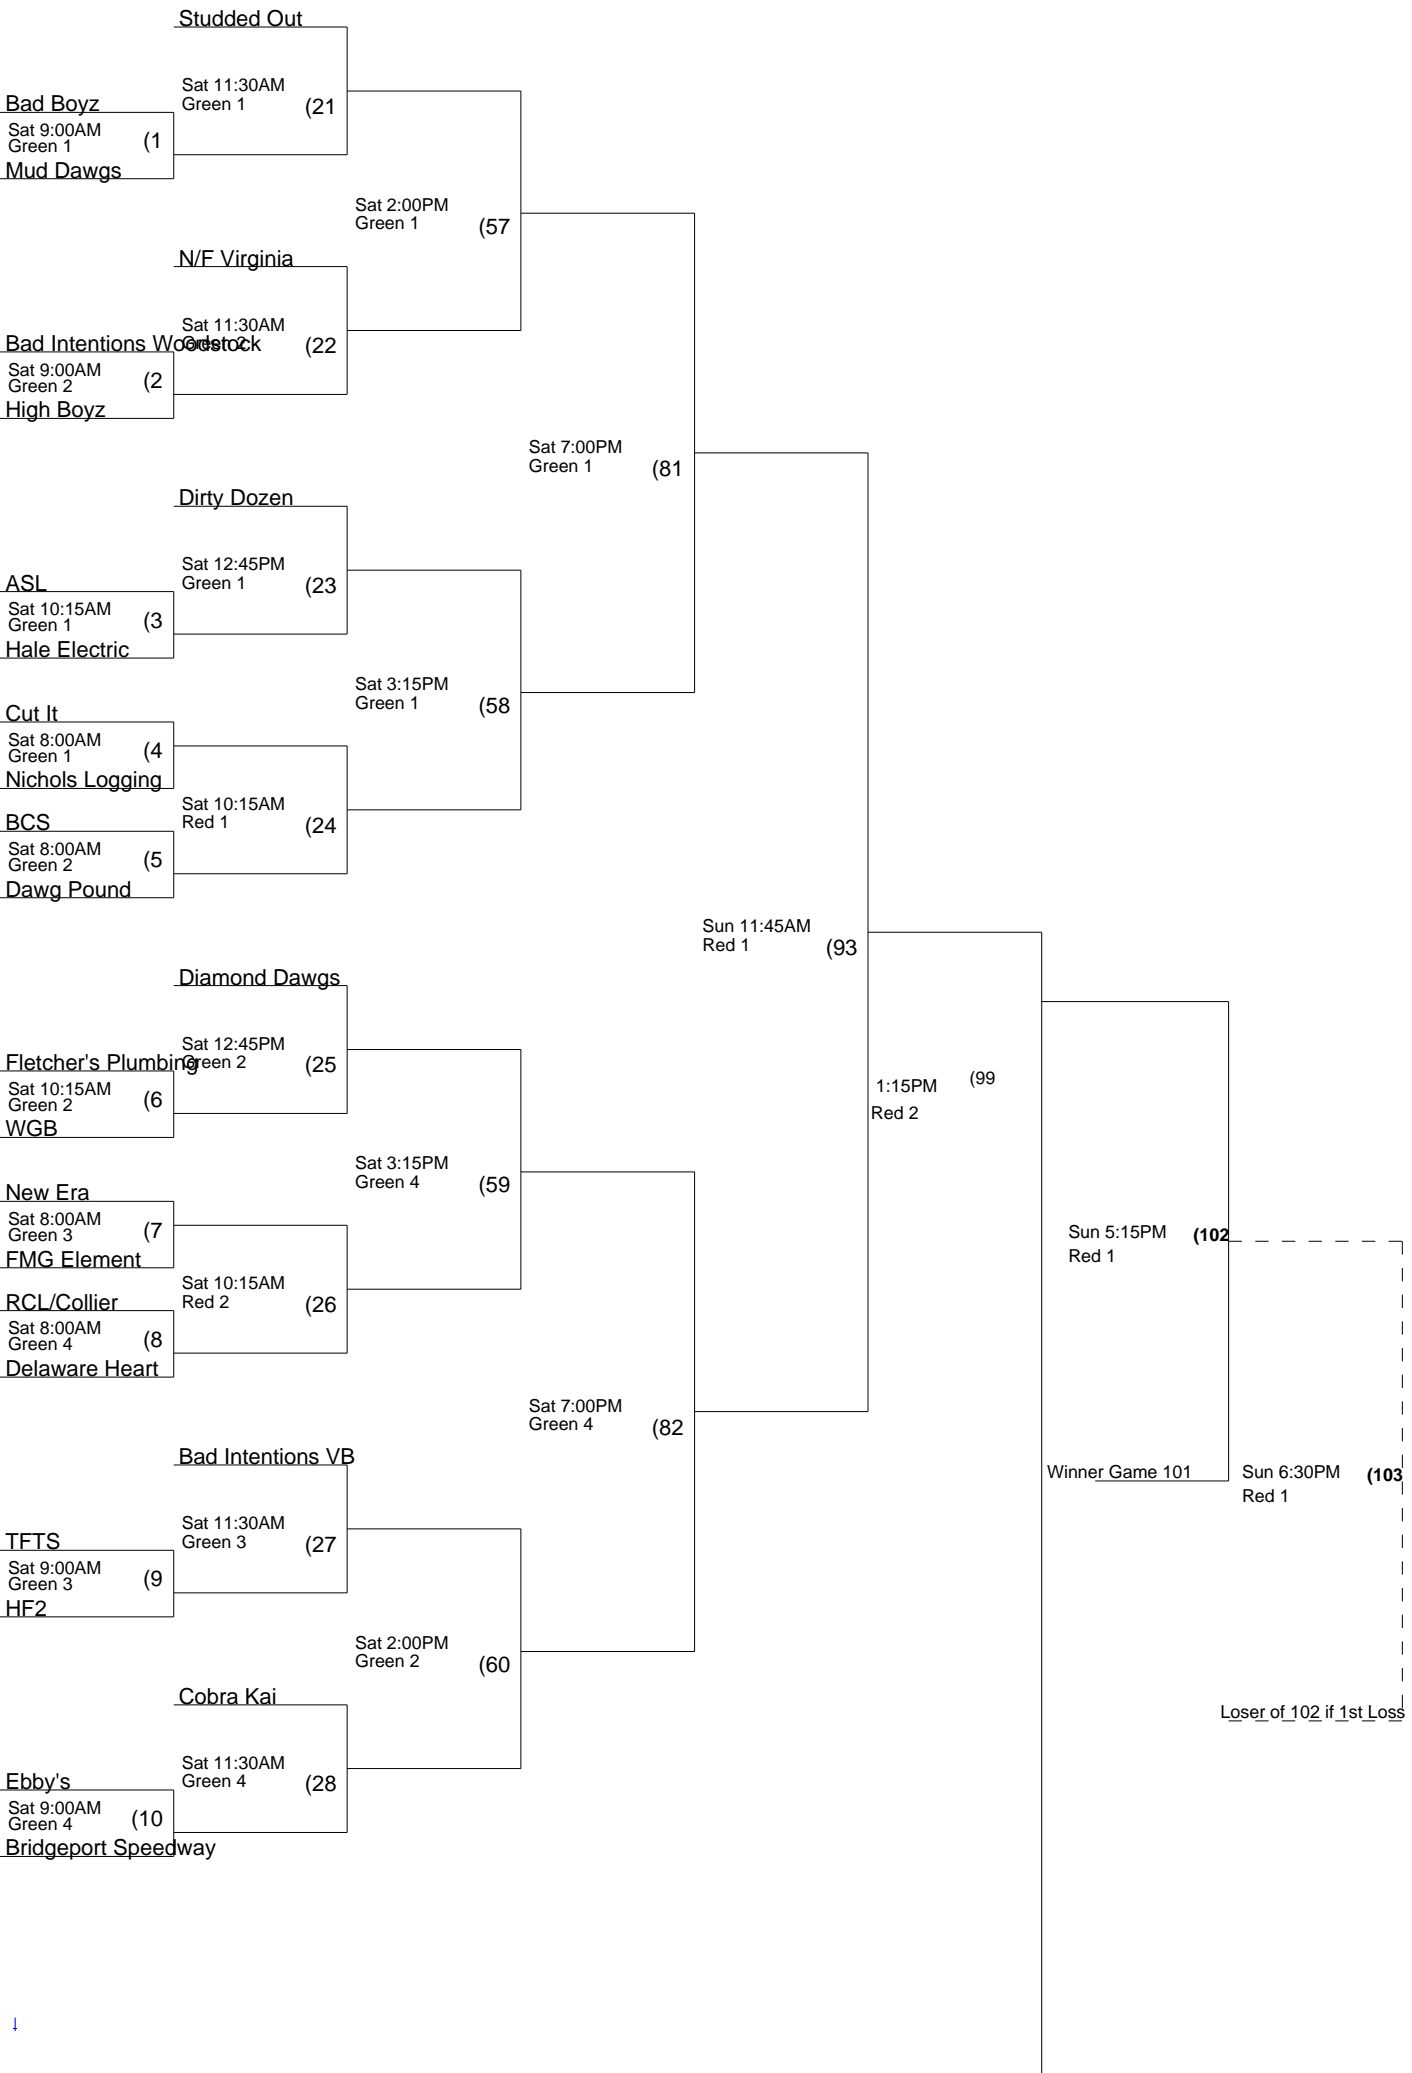 Studded Out
Sat 11:30AM
Green 1
(21
Bad Boyz
Sat 9:00AM
Green 1
(1
Mud Dawgs
Sat 2:00PM
Green 1
(57
N/F Virginia
Sat 11:30AM
Green 2
(22
Bad Intentions Woodstock
Sat 9:00AM
Green 2
(2
High Boyz
Sat 7:00PM
Green 1
(81
Dirty Dozen
Sat 12:45PM
Green 1
(23
ASL
Sat 10:15AM
Green 1
(3
Hale Electric
Sat 3:15PM
Green 1
(58
Cut It
Sat 8:00AM
Green 1
(4
Nichols Logging
Sat 10:15AM
Red 1
(24
BCS
Sat 8:00AM
Green 2
(5
Dawg Pound
Sun 11:45AM
Red 1
(93
Diamond Dawgs
Sat 12:45PM
Green 2
(25
Fletcher's Plumbing
Sat 10:15AM
Green 2
(6
WGB
1:15PM
Red 2
(99
Sat 3:15PM
Green 4
(59
New Era
Sat 8:00AM
Green 3
(7
FMG Element
Sat 10:15AM
Red 2
(26
RCL/Collier
Sat 8:00AM
Green 4
(8
Delaware Heart
Sun 5:15PM
Red 1
(102
Sat 7:00PM
Green 4
(82
Bad Intentions VB
Sat 11:30AM
Green 3
(27
TFTS
Sat 9:00AM
Green 3
(9
HF2
Winner Game 101
Sun 6:30PM
Red 1
(103
Sat 2:00PM
Green 2
(60
Cobra Kai
Sat 11:30AM
Green 4
(28
Loser of 102 if 1st Loss
Ebby's
Sat 9:00AM
Green 4
(10
Bridgeport Speedway